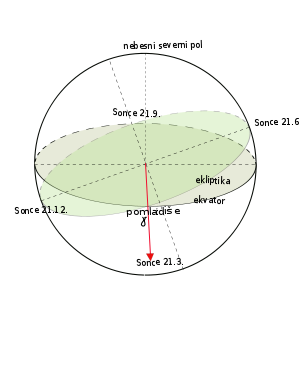 nebesni severni pol
Sonce 21.9.
Sonce 21.6
ekliptika
ekvator
Sonce 21.12.
pomladišče
γ
Sonce 21.3.